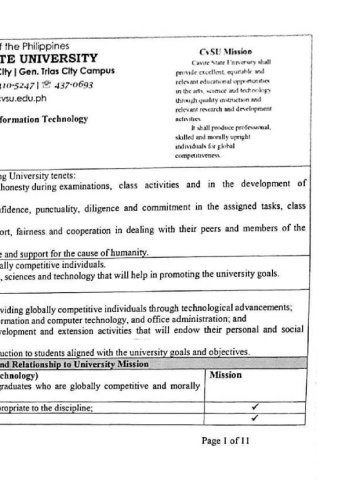 f the Philippines
TE UNIVERSITY
City | Gen. Trias City Campus
310-5247 | ☏ 437-0693
cvsu.edu.ph
formation Technology
CvSU Mission
Cavite State University shall
provide excellent, equitable and
relevant educational opportunities
in the arts, science and technology
through quality instruction and
relevant research and development
activities.
It shall produce professional,
skilled and morally upright
individuals for global
competitiveness.
ng University tenets:
honesty during examinations, class activities and in the development of
nfidence, punctuality, diligence and commitment in the assigned tasks, class
ort, fairness and cooperation in dealing with their peers and members of the
e and support for the cause of humanity.
ally competitive individuals.
, sciences and technology that will help in promoting the university goals.
viding globally competitive individuals through technological advancements;
rmation and computer technology, and office administration; and
velopment and extension activities that will endow their personal and social
uction to students aligned with the university goals and objectives.
nd Relationship to University Mission
chnology) Mission
graduates who are globally competitive and morally
propriate to the discipline; ✓
✓
Page 1 of 11